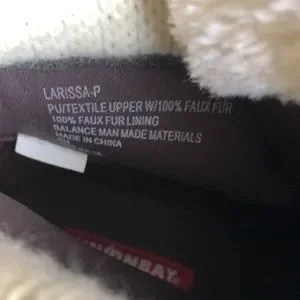 LARISSA-P
PU/TEXTILE UPPER W/100% FAUX FUR
100% FAUX FUR LINING
BALANCE MAN MADE MATERIALS
MADE IN CHINA